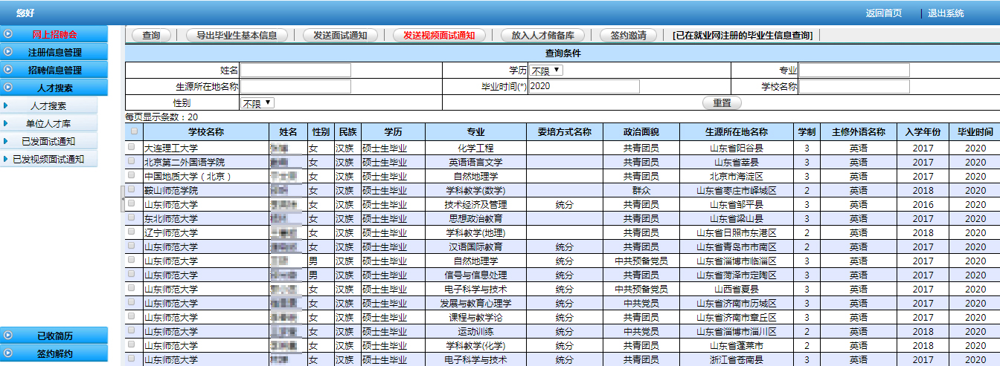 您好
返回首页 | 退出系统
网上招聘会
注册信息管理
招聘信息管理
人才搜索
人才搜索
单位人才库
已发面试通知
已发视频面试通知
已收简历
签约解约
查询 | 导出毕业生基本信息 | 发送面试通知 | 发送视频面试通知 | 放入人才储备库 | 签约邀请 | [已在就业网注册的毕业生信息查询] |
查询条件
姓名 学历 不限 专业
生源所在地名称 毕业时间(*) 2020 学校名称
性别 不限 重置
每页显示条数：20
学校名称 姓名 性别 民族 学历 专业 委培方式名称 政治面貌 生源所在地名称 学制 主修外语名称 入学年份 毕业时间
大连理工大学 女 汉族 硕士生毕业 化学工程 共青团员 山东省阳谷县 3 英语 2017 2020
北京第二外国语学院 女 汉族 硕士生毕业 英语语言文学 共青团员 山东省莘县 3 英语 2017 2020
中国地质大学（北京） 女 汉族 硕士生毕业 自然地理学 共青团员 北京市海淀区 3 英语 2017 2020
鞍山师范学院 女 汉族 硕士生毕业 学科教学(数学) 群众 山东省枣庄市峄城区 2 英语 2018 2020
山东师范大学 女 汉族 硕士生毕业 技术经济及管理 统分 共青团员 山东省邹平县 3 英语 2016 2020
东北师范大学 女 汉族 硕士生毕业 思想政治教育 共青团员 山东省梁山县 3 英语 2017 2020
辽宁师范大学 女 汉族 硕士生毕业 学科教学(地理) 共青团员 山东省日照市东港区 2 英语 2018 2020
山东师范大学 女 汉族 硕士生毕业 汉语国际教育 统分 共青团员 山东省青岛市市南区 2 英语 2017 2020
山东师范大学 男 汉族 硕士生毕业 自然地理学 统分 中共预备党员 山东省淄博市临淄区 3 英语 2017 2020
山东师范大学 男 汉族 硕士生毕业 信号与信息处理 统分 共青团员 山东省菏泽市定陶区 3 英语 2017 2020
山东师范大学 女 汉族 硕士生毕业 电子科学与技术 统分 中共预备党员 山西省夏县 3 英语 2017 2020
山东师范大学 女 汉族 硕士生毕业 发展与教育心理学 统分 中共党员 山东省济南市历城区 3 英语 2017 2020
山东师范大学 女 汉族 硕士生毕业 课程与教学论 统分 共青团员 山东省济南市章丘区 3 英语 2017 2020
山东师范大学 女 汉族 硕士生毕业 运动训练 统分 中共党员 山东省淄博市淄川区 2 英语 2018 2020
山东师范大学 女 汉族 硕士生毕业 学科教学(化学) 统分 共青团员 山东省蓬莱市 2 英语 2018 2020
山东师范大学 女 汉族 硕士生毕业 电子科学与技术 统分 共青团员 浙江省苍南县 3 英语 2017 2020